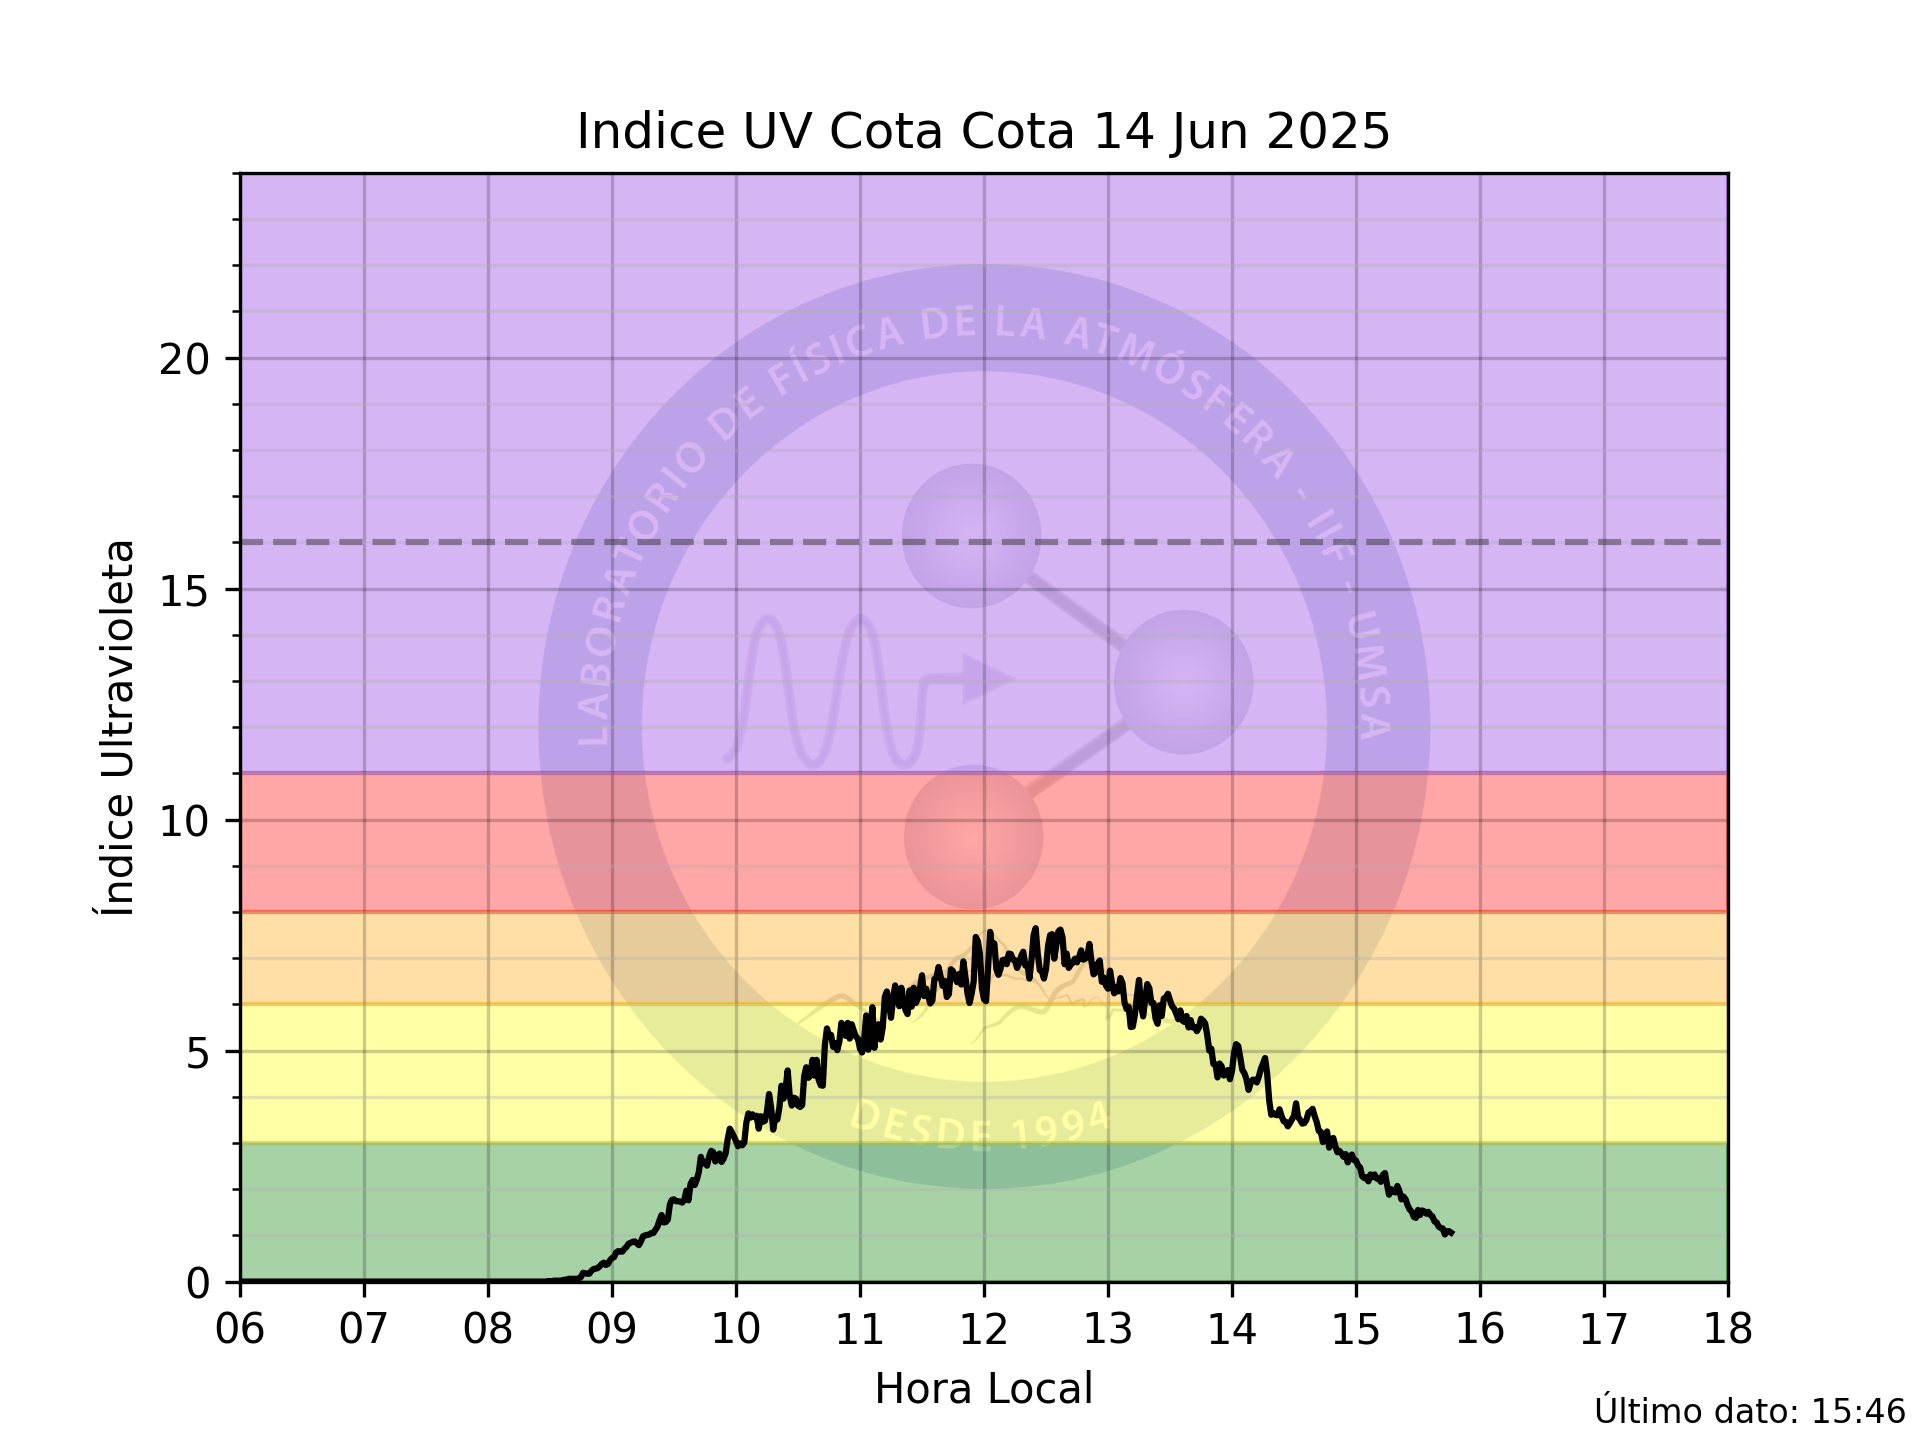 Indice UV Cota Cota 14 Jun 2025
LABORATORIO DE FÍSICA DE LA ATMÓSFERA - IIF - UMSA
DESDE 1994
Índice Ultravioleta
20
15
10
5
0
06 07 08 09 10 11 12 13 14 15 16 17 18
Hora Local
Último dato: 15:46